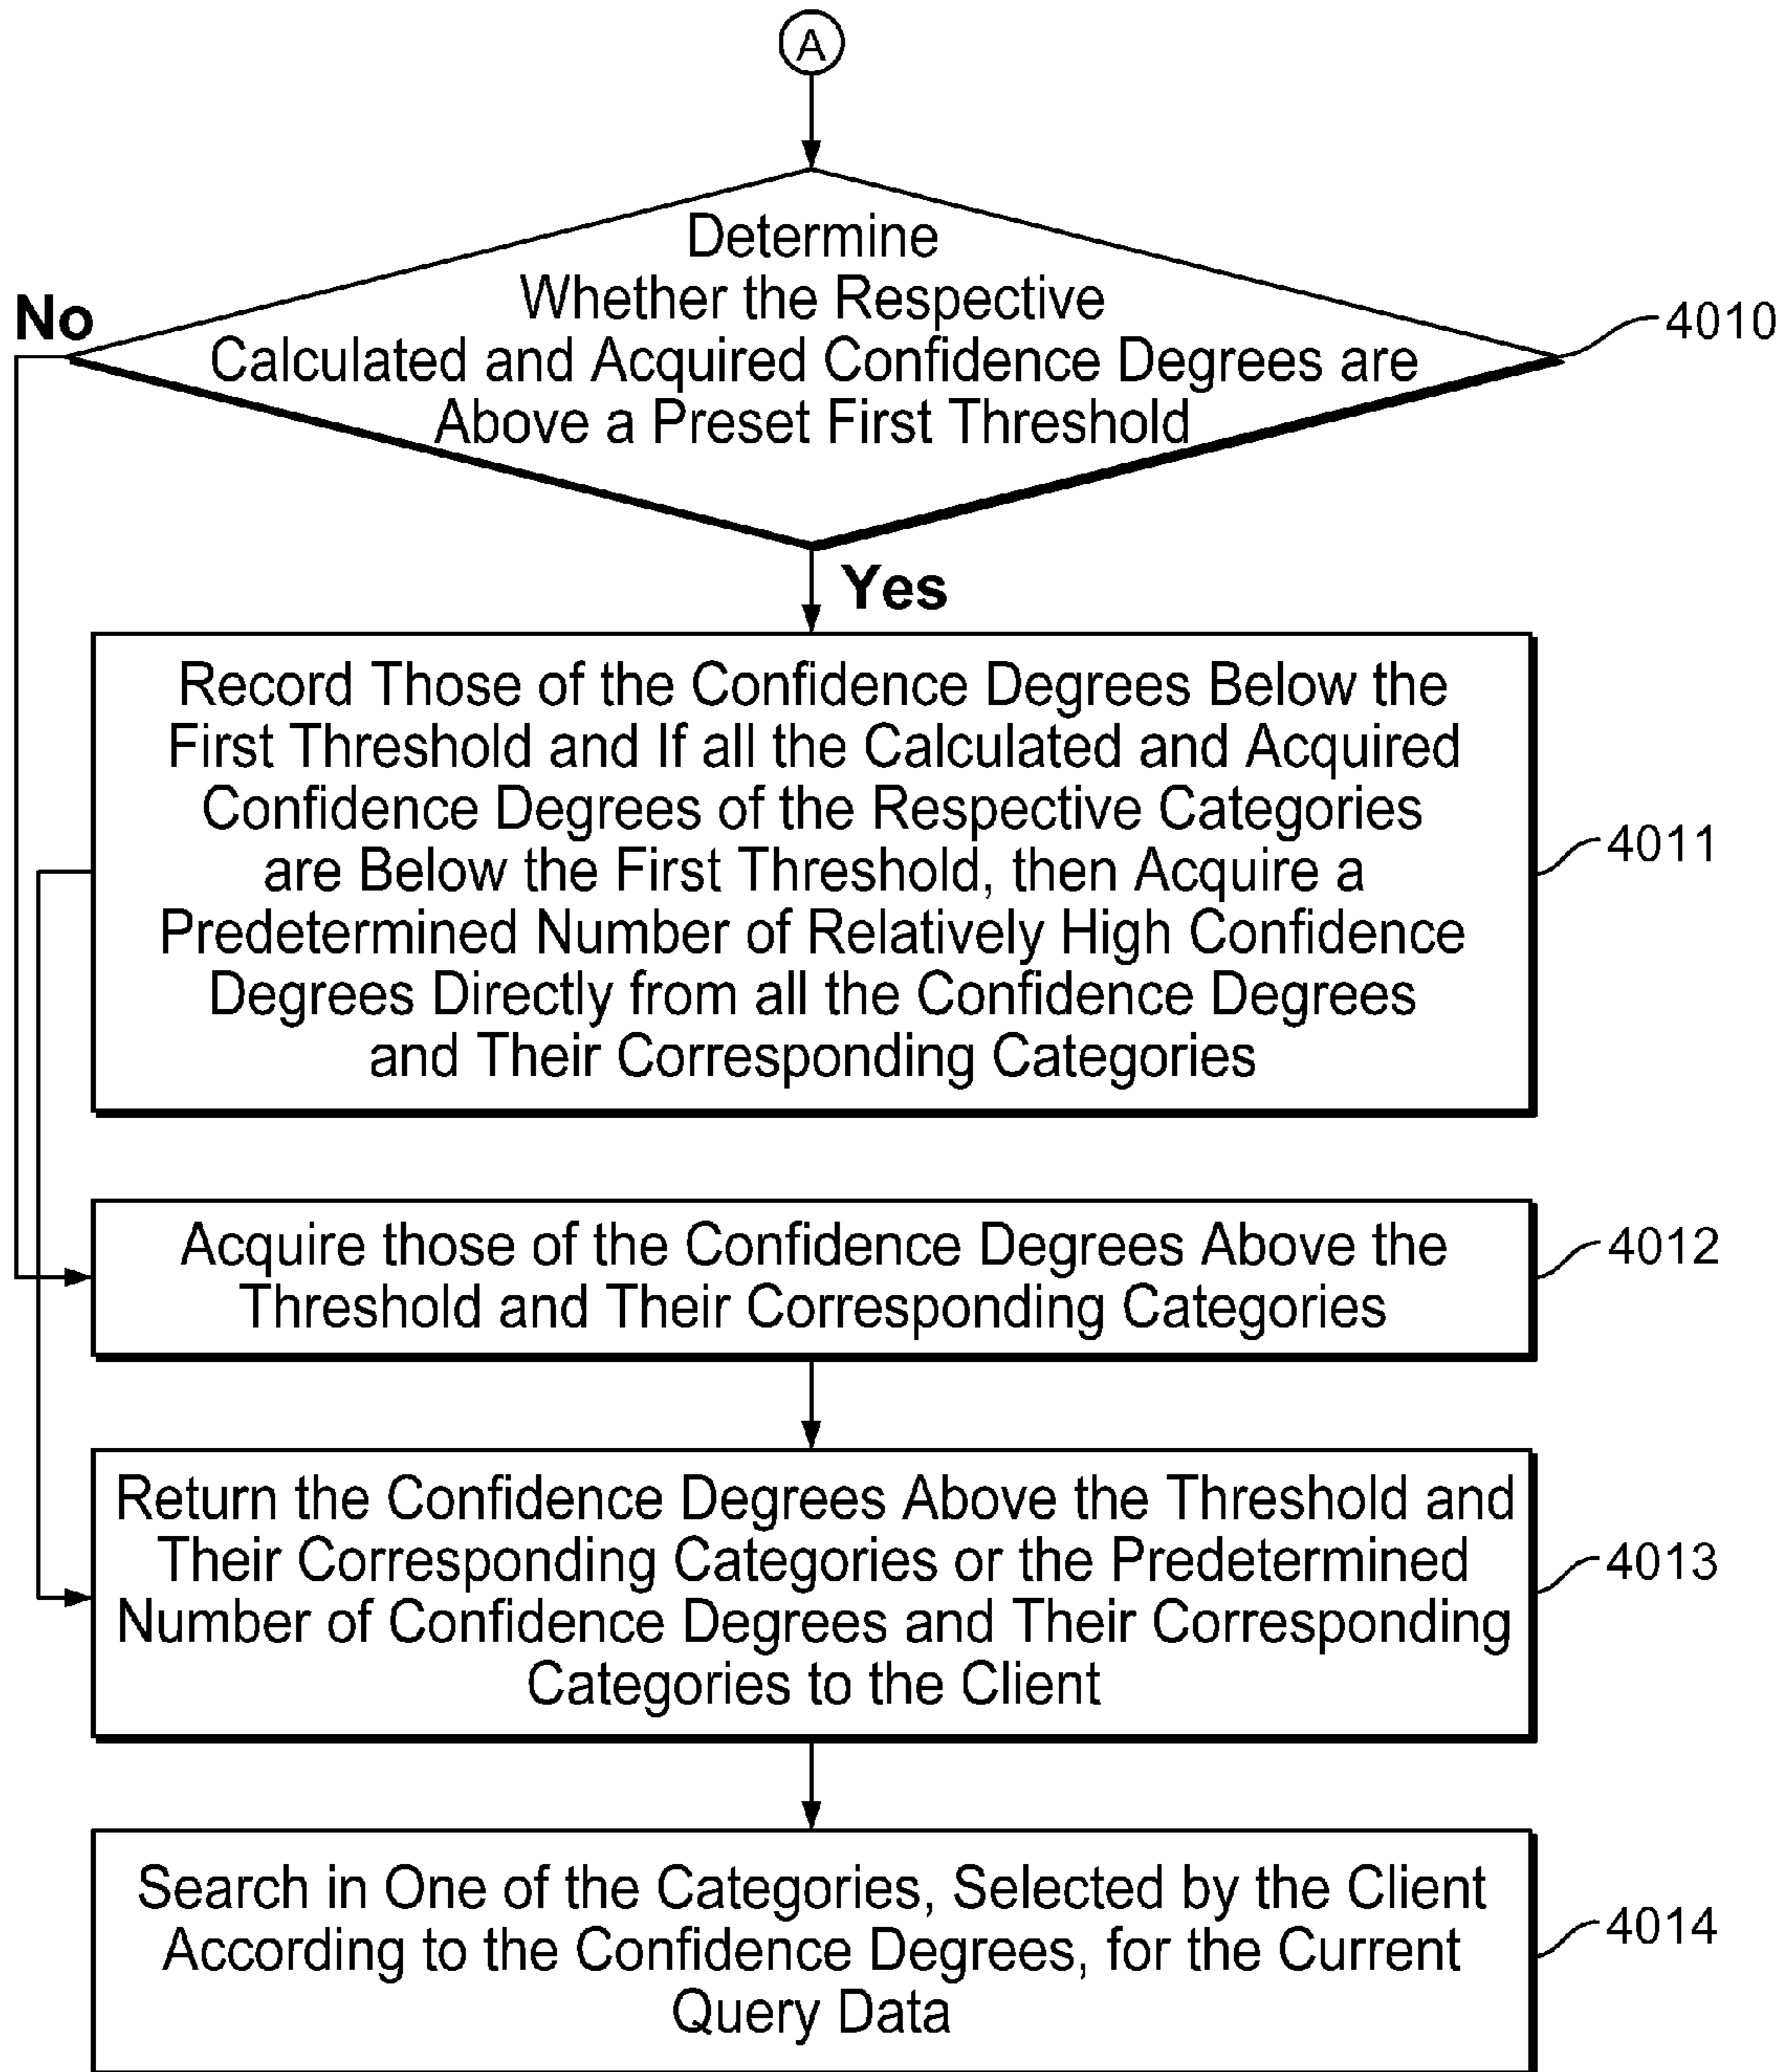 A
Determine
Whether the Respective
Calculated and Acquired Confidence Degrees are
Above a Preset First Threshold
No
4010
Yes
Record Those of the Confidence Degrees Below the
First Threshold and If all the Calculated and Acquired
Confidence Degrees of the Respective Categories
are Below the First Threshold, then Acquire a
Predetermined Number of Relatively High Confidence
Degrees Directly from all the Confidence Degrees
and Their Corresponding Categories
4011
Acquire those of the Confidence Degrees Above the
Threshold and Their Corresponding Categories
4012
Return the Confidence Degrees Above the Threshold and
Their Corresponding Categories or the Predetermined
Number of Confidence Degrees and Their Corresponding
Categories to the Client
4013
Search in One of the Categories, Selected by the Client
According to the Confidence Degrees, for the Current
Query Data
4014